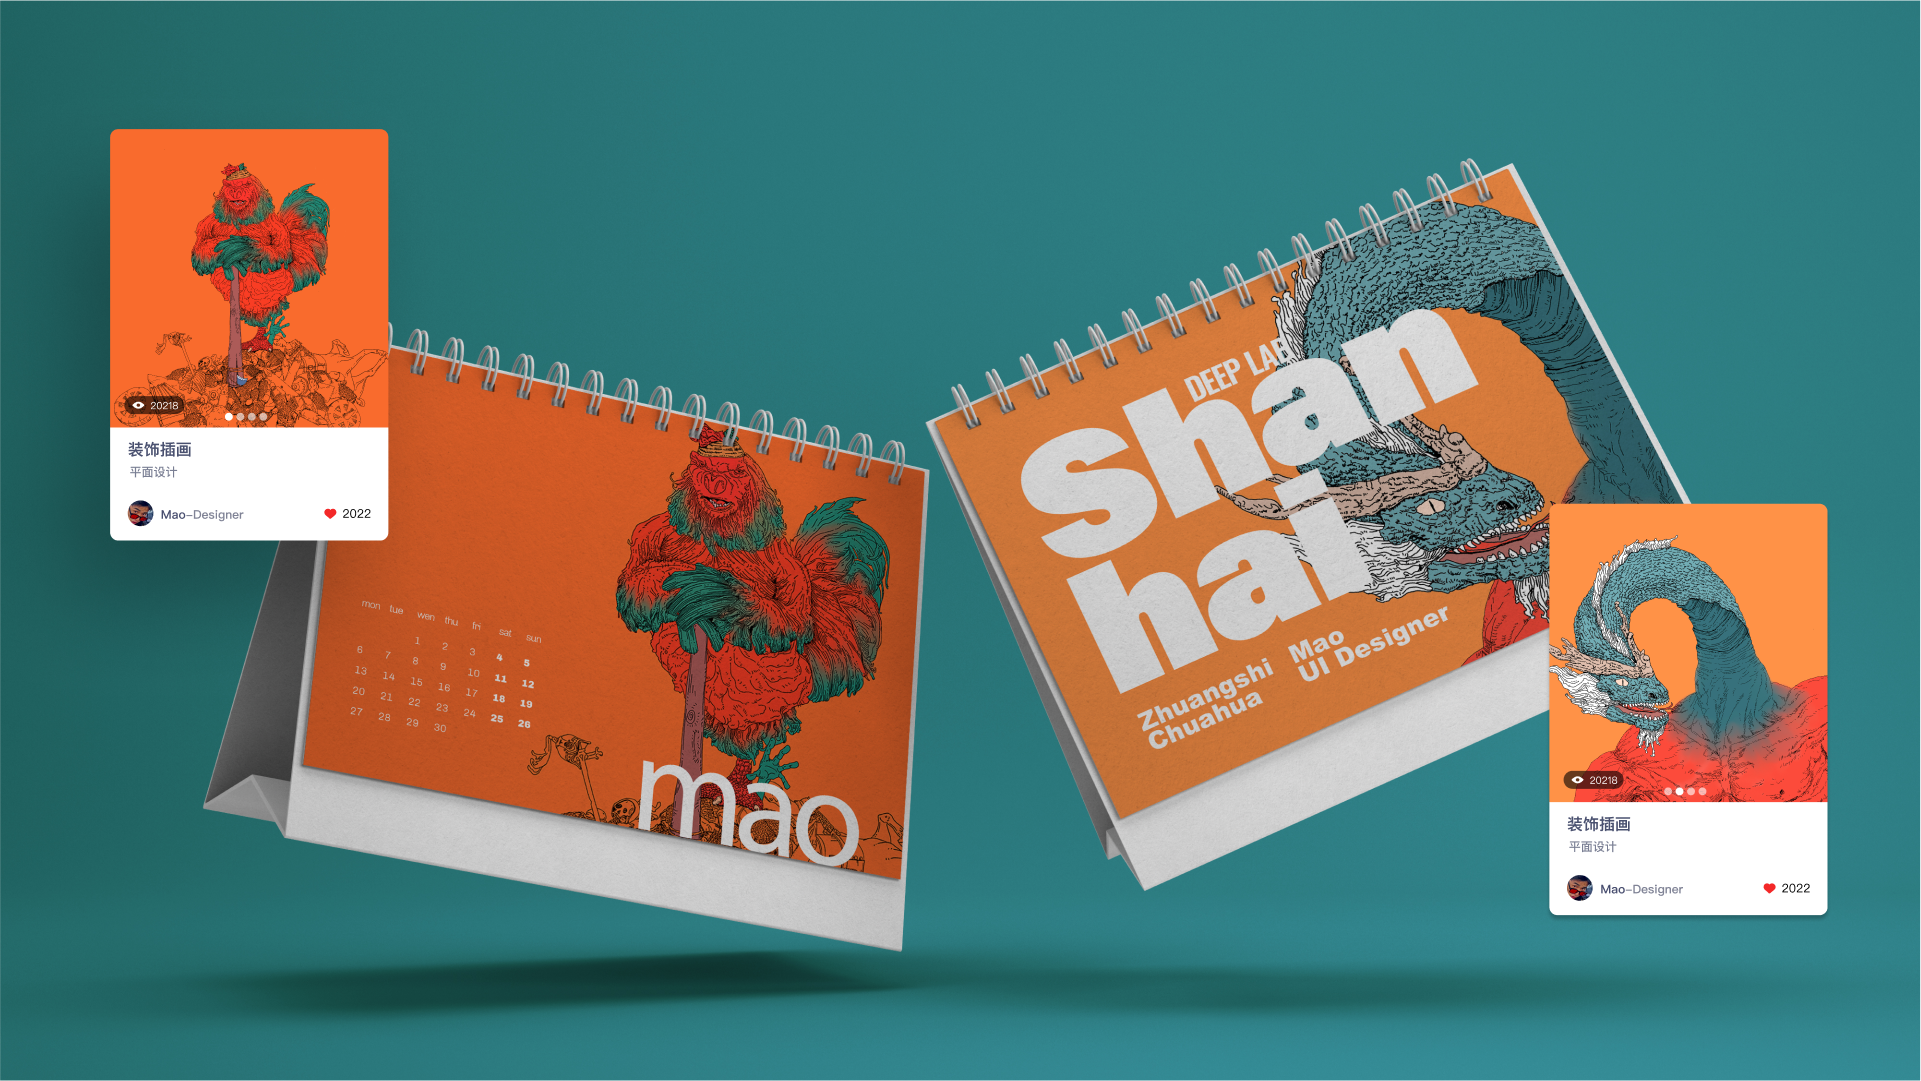 20218
装饰插画
平面设计
Mao-Designer
2022
mon tue wen thu fri sat sun
1 2 3 4 5
6 7 8 9 10 11 12
13 14 15 16 17 18 19
20 21 22 23 24 25 26
27 28 29 30
mao
DEEP LAB
shan
hai
Zhuangshi
Chuahua
Mao
UI Designer
20218
装饰插画
平面设计
Mao-Designer
2022